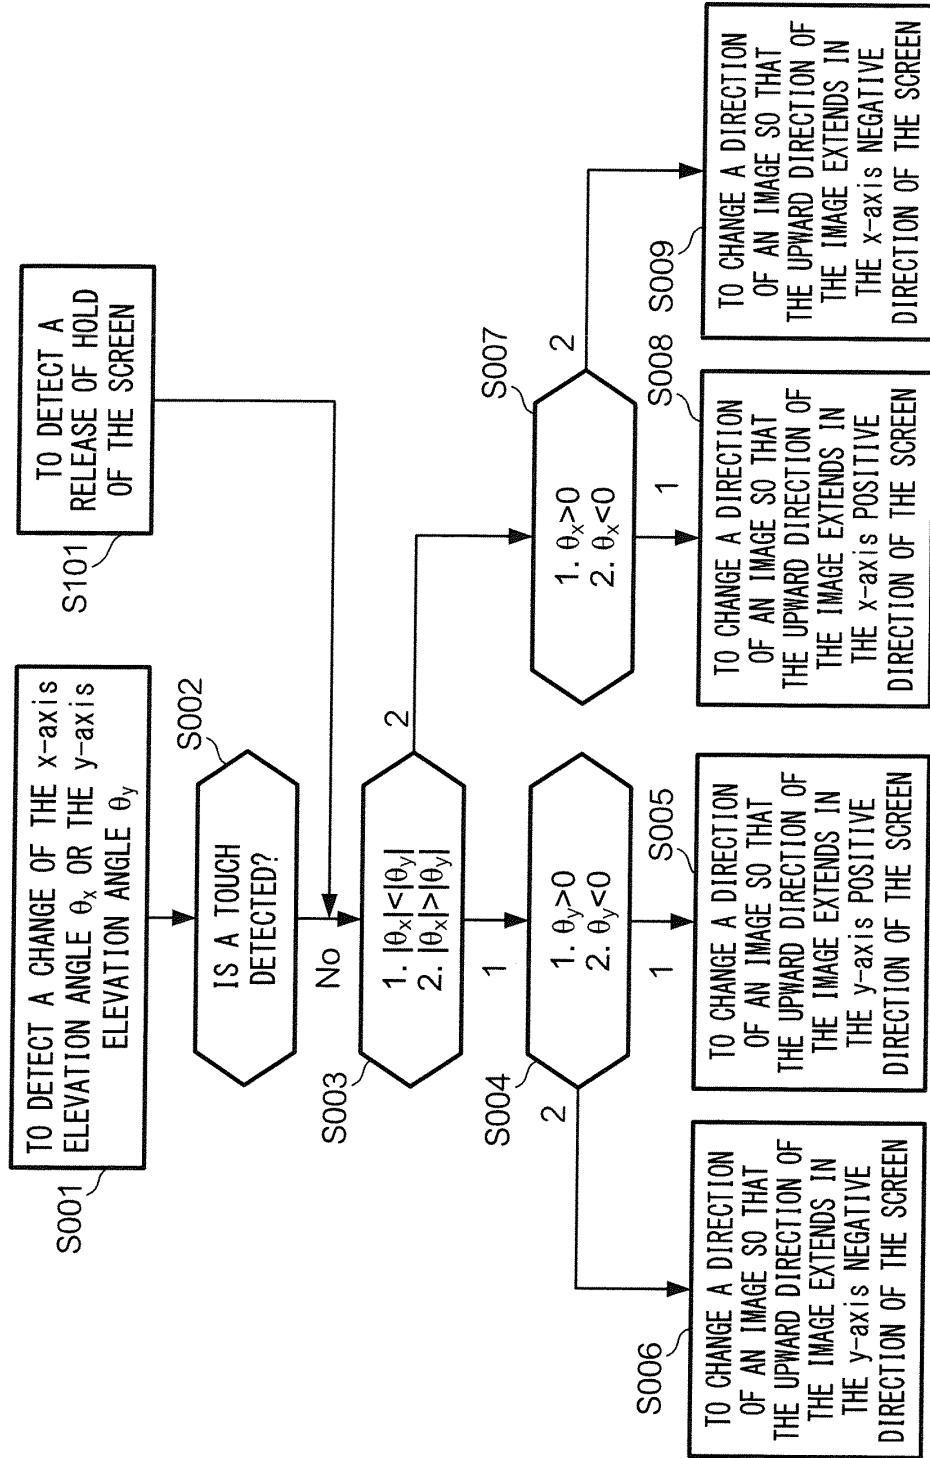 S001
TO DETECT A CHANGE OF THE x-axis
ELEVATION ANGLE θx OR THE y-axis
ELEVATION ANGLE θy
S101
TO DETECT A
RELEASE OF HOLD
OF THE SCREEN
S002
IS A TOUCH
DETECTED?
No
S003
1. |θx|<|θy|
2. |θx|>|θy|
2
1
S004
1. θy>0
2. θy<0
2
1
S007
1. θx>0
2. θx<0
2
1
S006
TO CHANGE A DIRECTION
OF AN IMAGE SO THAT
THE UPWARD DIRECTION OF
THE IMAGE EXTENDS IN
THE y-axis NEGATIVE
DIRECTION OF THE SCREEN
S005
TO CHANGE A DIRECTION
OF AN IMAGE SO THAT
THE UPWARD DIRECTION OF
THE IMAGE EXTENDS IN
THE y-axis POSITIVE
DIRECTION OF THE SCREEN
S008
TO CHANGE A DIRECTION
OF AN IMAGE SO THAT
THE UPWARD DIRECTION OF
THE IMAGE EXTENDS IN
THE x-axis POSITIVE
DIRECTION OF THE SCREEN
S009
TO CHANGE A DIRECTION
OF AN IMAGE SO THAT
THE UPWARD DIRECTION OF
THE IMAGE EXTENDS IN
THE x-axis NEGATIVE
DIRECTION OF THE SCREEN